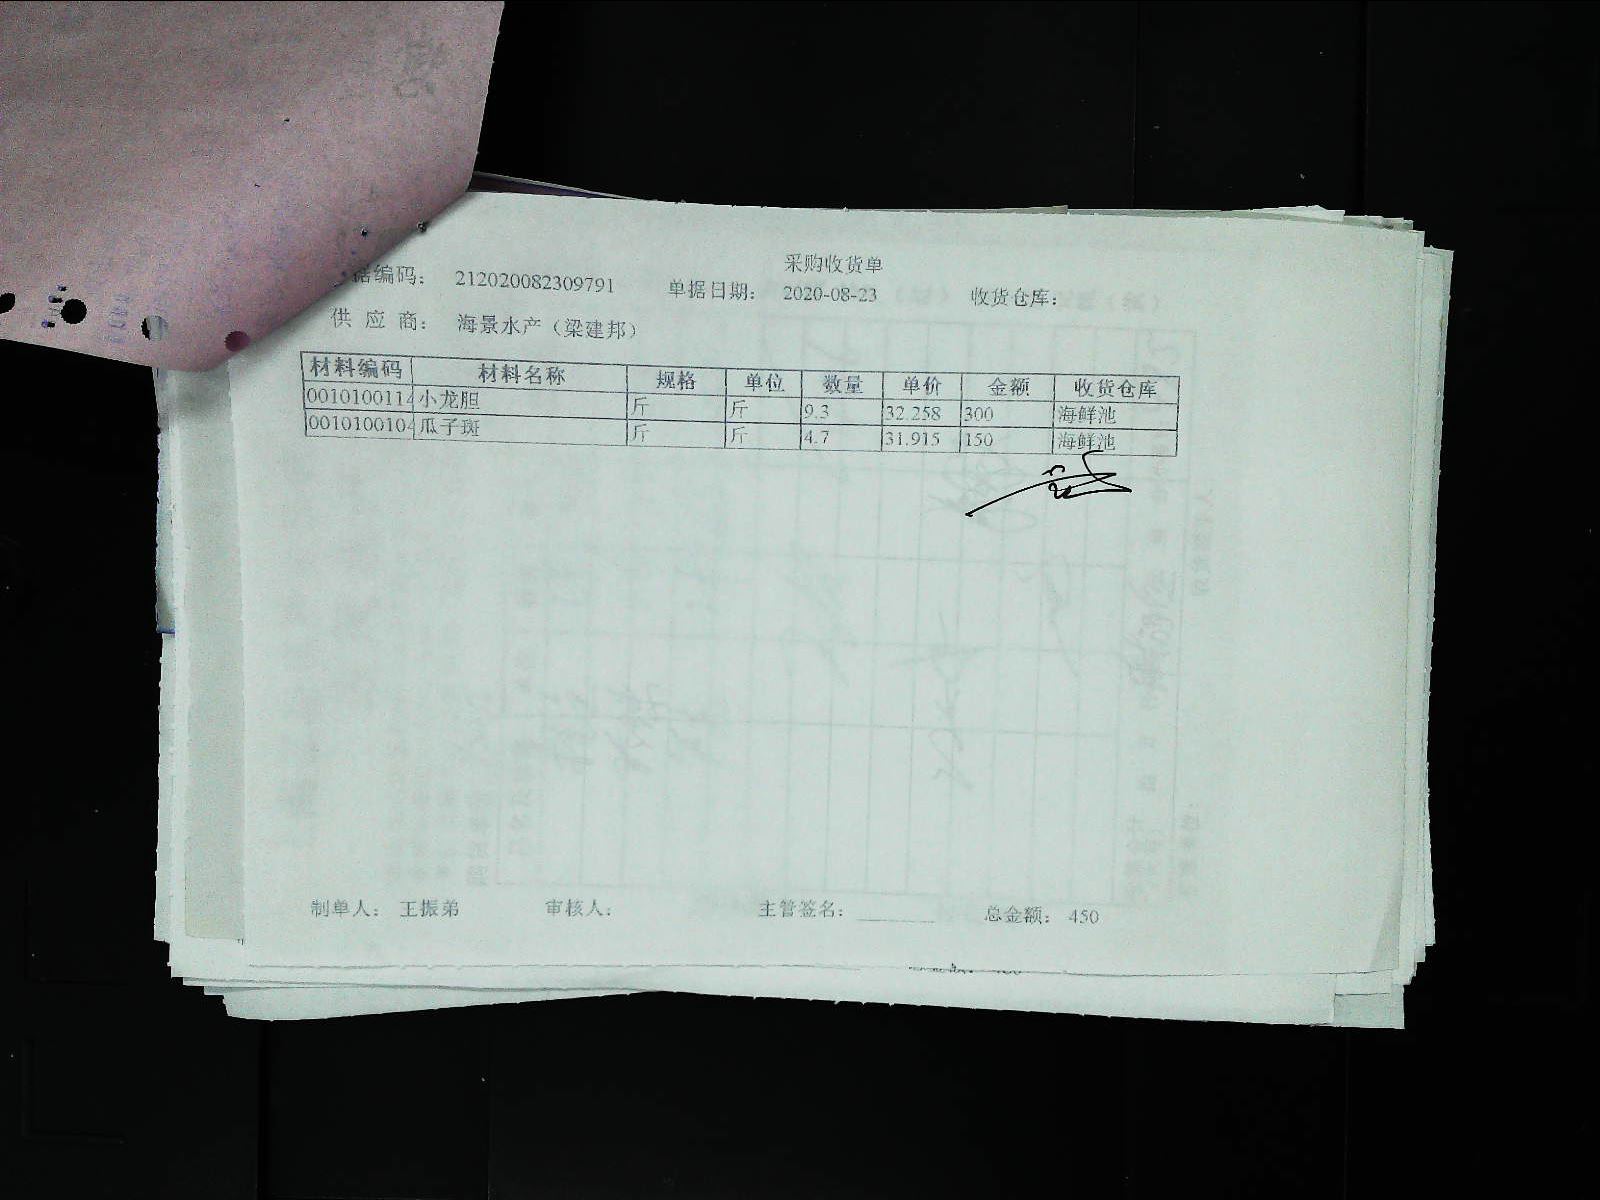 采购收货单
据编码： 212020082309791 单据日期： 2020-08-23 收货仓库：
供 应 商： 海景水产（梁建邦）
材料编码 材料名称 规格 单位 数量 单价 金额 收货仓库
0010100114 小龙胆 斤 斤 9.3 32.258 300 海鲜池
0010100104 瓜子斑 斤 斤 4.7 31.915 150 海鲜池
制单人： 王振弟 审核人： 主管签名： ________ 总金额： 450